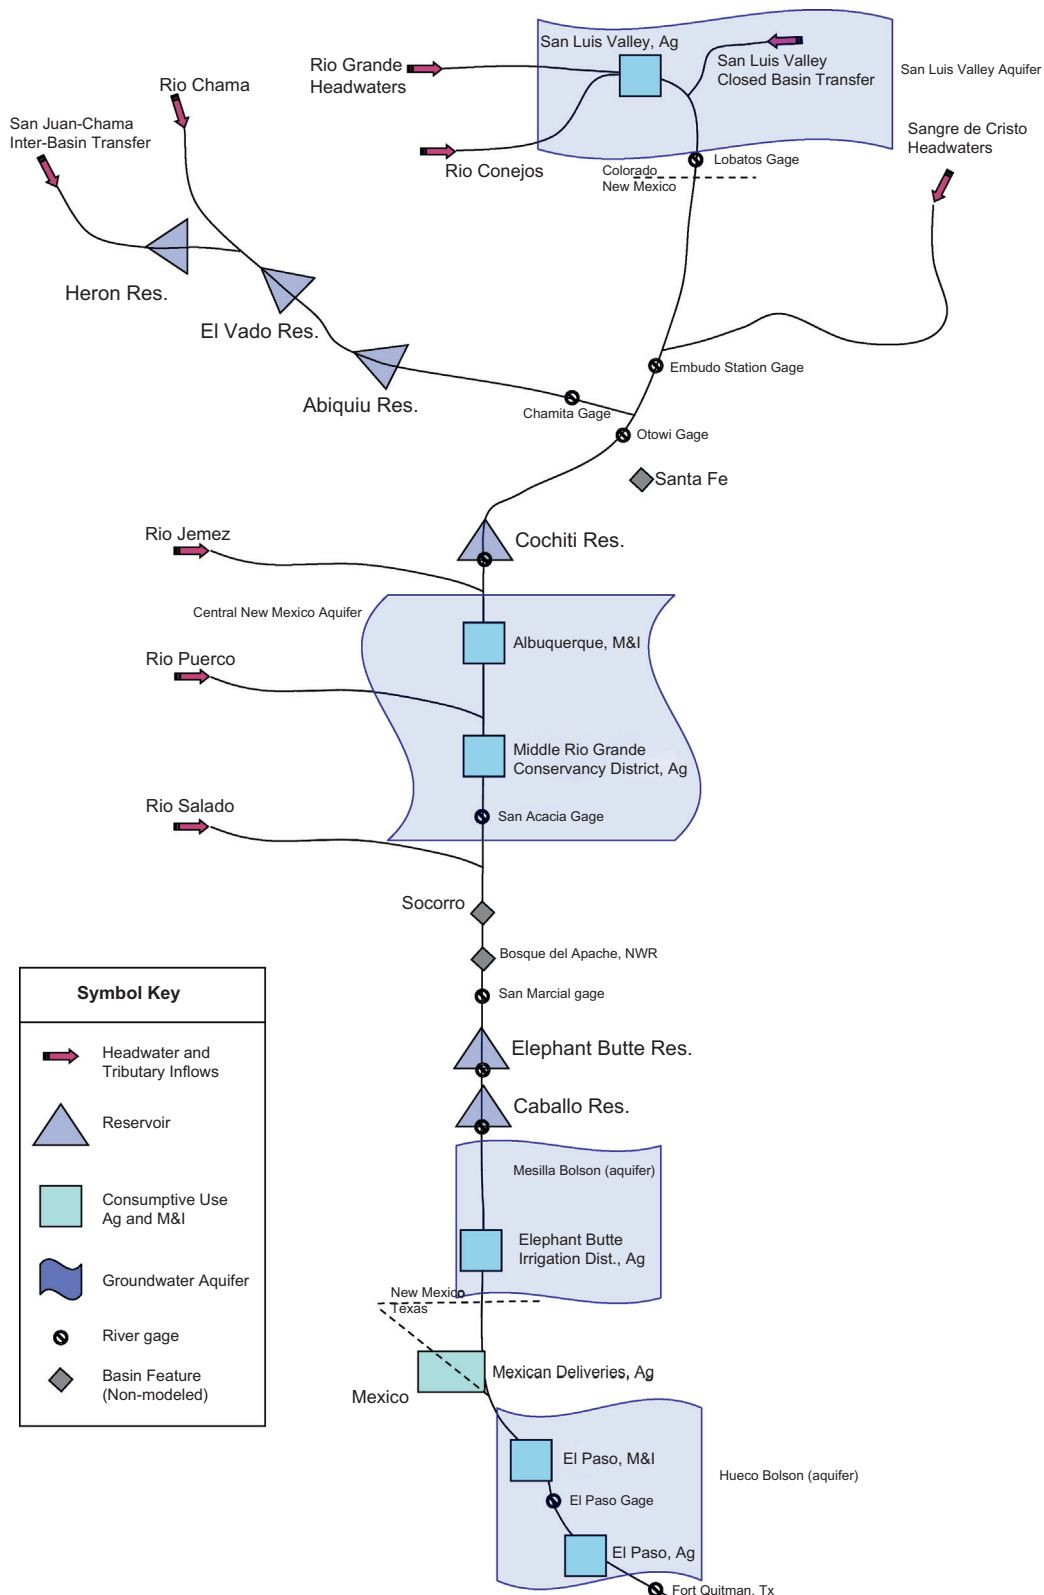 San Luis Valley, Ag
Rio Grande
Headwaters
San Luis Valley
Closed Basin Transfer
San Luis Valley Aquifer
Rio Chama
San Juan-Chama
Inter-Basin Transfer
Sangre de Cristo
Headwaters
Rio Conejos
Lobatos Gage
Colorado
New Mexico
Heron Res.
El Vado Res.
Embudo Station Gage
Abiquiu Res.
Chamita Gage
Otowi Gage
Santa Fe
Rio Jemez
Cochiti Res.
Central New Mexico Aquifer
Albuquerque, M&I
Rio Puerco
Middle Rio Grande
Conservancy District, Ag
Rio Salado
San Acacia Gage
Socorro
Bosque del Apache, NWR
San Marcial gage
Elephant Butte Res.
Caballo Res.
Mesilla Bolson (aquifer)
Elephant Butte
Irrigation Dist., Ag
New Mexico
Texas
Mexican Deliveries, Ag
Mexico
El Paso, M&I
Hueco Bolson (aquifer)
El Paso Gage
El Paso, Ag
Fort Quitman, Tx
Symbol Key
Headwater and
Tributary Inflows
Reservoir
Consumptive Use
Ag and M&I
Groundwater Aquifer
River gage
Basin Feature
(Non-modeled)